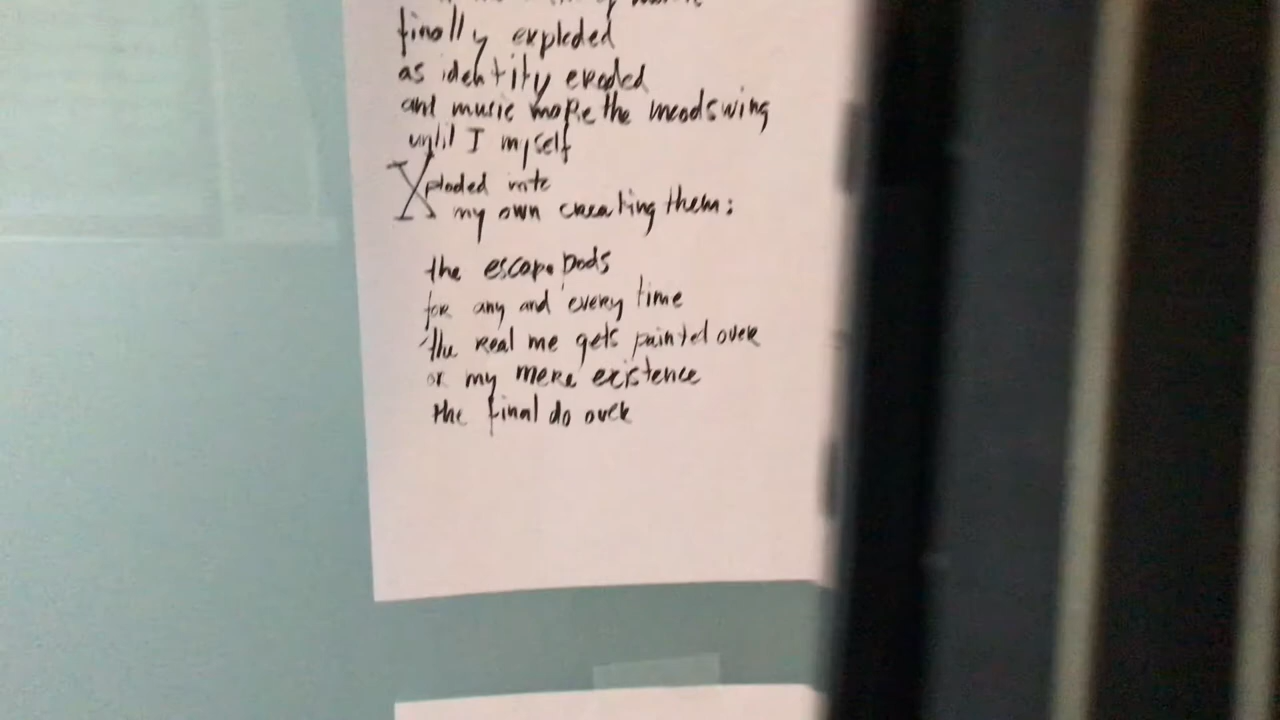 finally exploded
as identity eroded
and music make the moodswing
until I myself
Xploded into
my own creating them:
the escape pods
for any and every time
the real me gets painted over
or my mere existence
the final do over